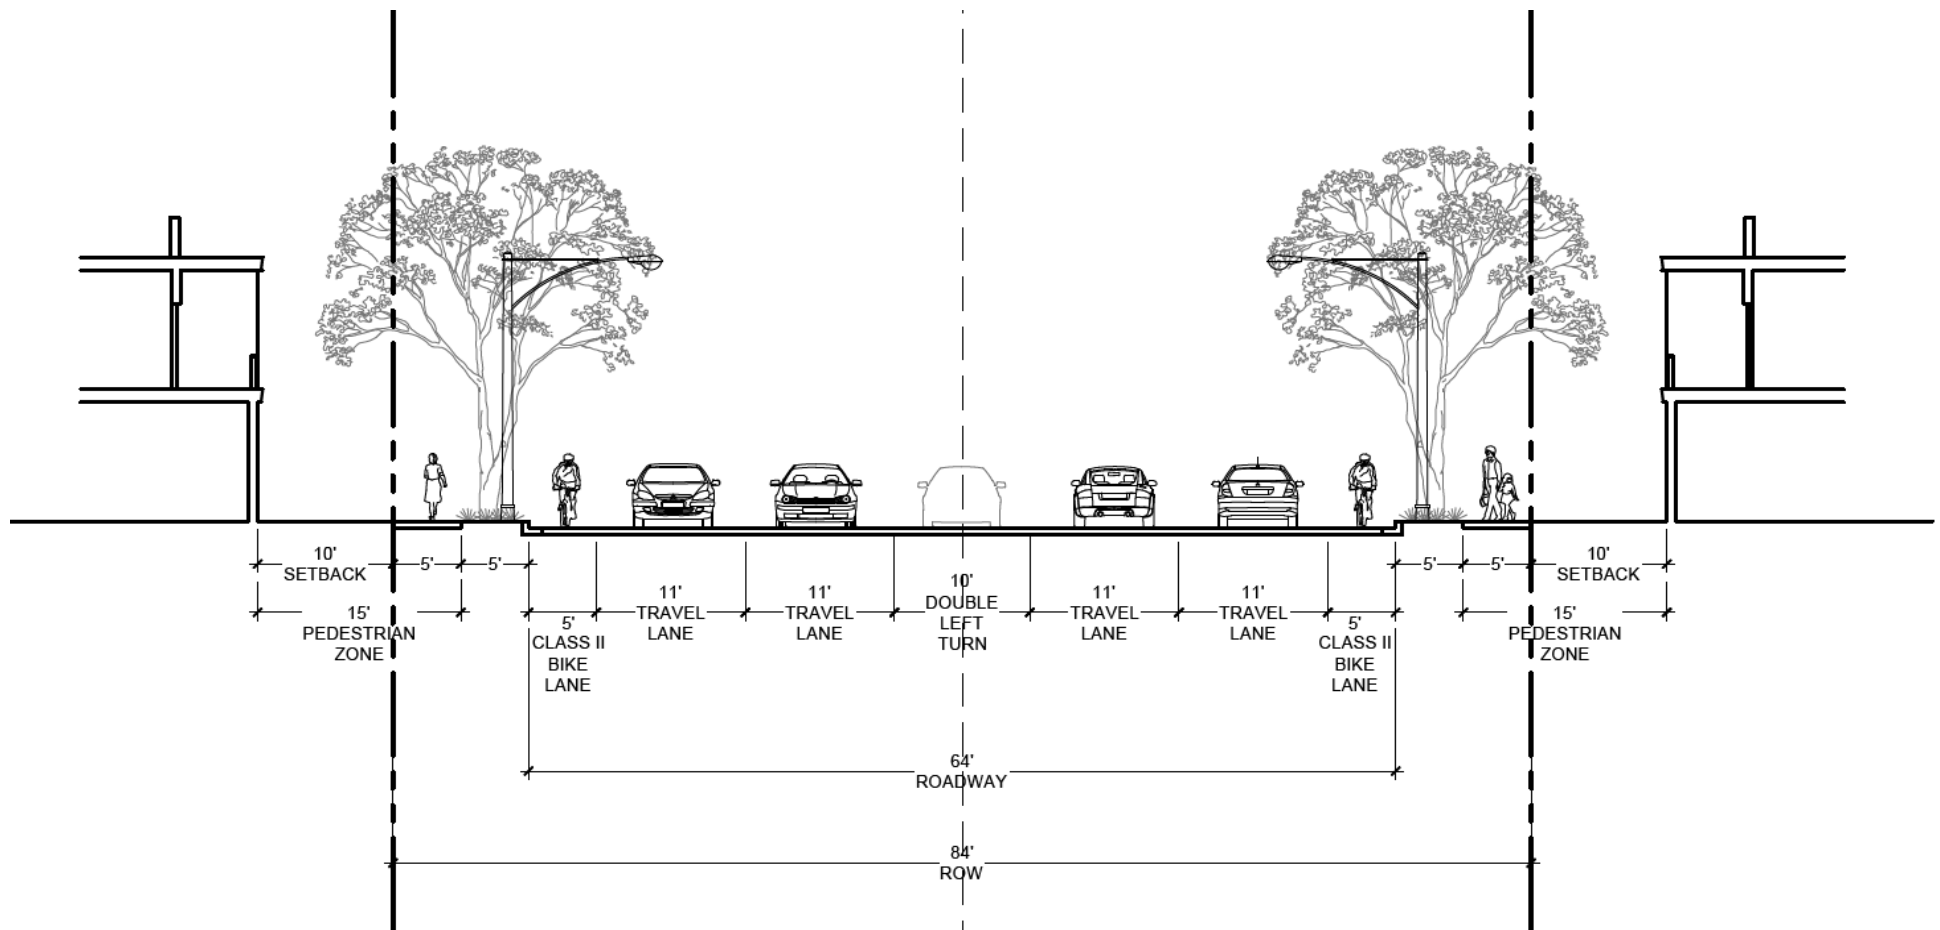 10'
SETBACK
5'
5'
15'
PEDESTRIAN
ZONE
5'
CLASS II
BIKE
LANE
11'
TRAVEL
LANE
11'
TRAVEL
LANE
10'
DOUBLE
LEFT
TURN
11'
TRAVEL
LANE
11'
TRAVEL
LANE
5'
CLASS II
BIKE
LANE
5'
5'
10'
SETBACK
15'
PEDESTRIAN
ZONE
64'
ROADWAY
84'
ROW